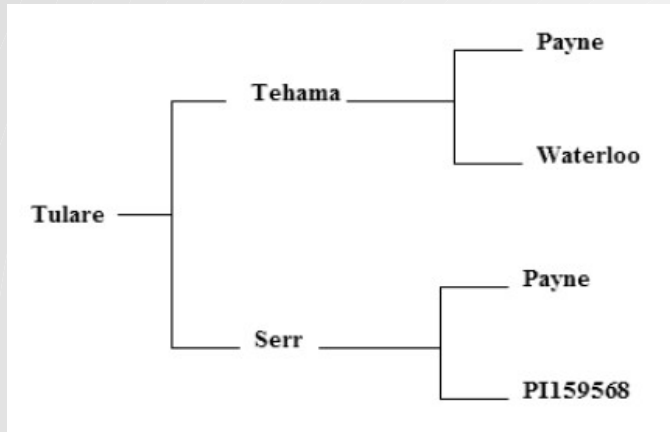 Payne
Tehama
Waterloo
Tulare
Payne
Serr
PI159568